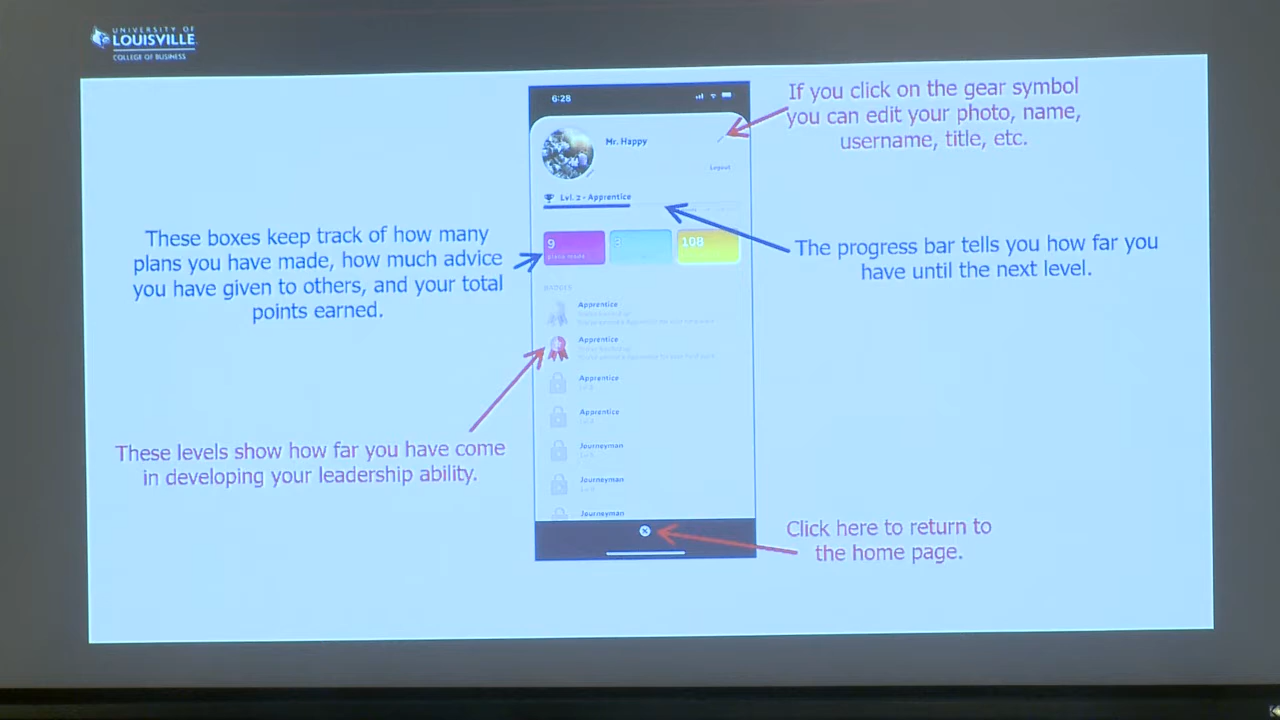 UNIVERSITY OF
LOUISVILLE
COLLEGE OF BUSINESS
If you click on the gear symbol
you can edit your photo, name,
username, title, etc.
6:28
Mr. Happy
Logout
Lvl. 2 - Apprentice
These boxes keep track of how many
plans you have made, how much advice
you have given to others, and your total
points earned.
9
plans made
3
108
The progress bar tells you how far you
have until the next level.
BADGES
Apprentice
Apprentice
Apprentice
Apprentice
Journeyman
Journeyman
Journeyman
These levels show how far you have come
in developing your leadership ability.
Click here to return to
the home page.